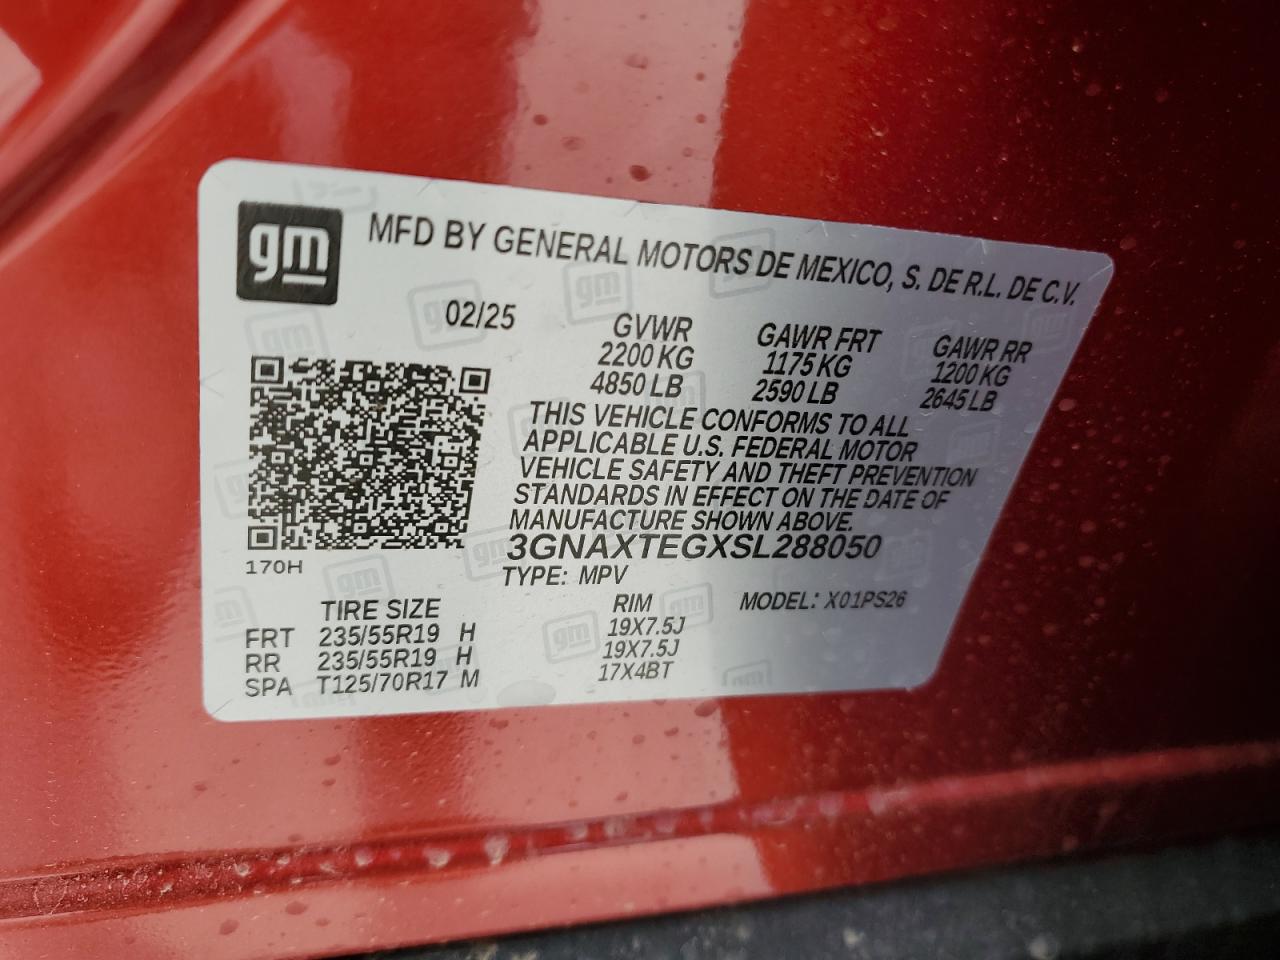 gm
MFD BY GENERAL MOTORS DE MEXICO, S. DE R.L. DE C.V.
02/25
GVWR GAWR FRT GAWR RR
2200 KG 1175 KG 1200 KG
4850 LB 2590 LB 2645 LB
THIS VEHICLE CONFORMS TO ALL
APPLICABLE U.S. FEDERAL MOTOR
VEHICLE SAFETY AND THEFT PREVENTION
STANDARDS IN EFFECT ON THE DATE OF
MANUFACTURE SHOWN ABOVE.
3GNAXTEGXSL288050
170H
TYPE: MPV
TIRE SIZE RIM MODEL: X01PS26
FRT 235/55R19 H 19X7.5J
RR 235/55R19 H 19X7.5J
SPA T125/70R17 M 17X4BT